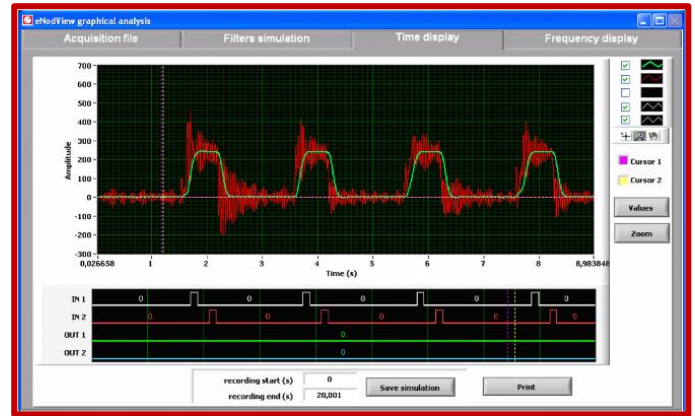 eNodView graphical analysis
Acquisition file Filters simulation Time display Frequency display
700
600
500
400
300
200
100
0
-100
-200
-300
Amplitude
0,026658 1 2 3 4 5 6 7 8 8,983848
Time (s)
Cursor 1
Cursor 2
Values
Zoom
IN 1 0 0 0 0 0
IN 2 0 0 0 0 0
OUT 1 0
OUT 2 0
recording start (s) 0
recording end (s) 20,001
Save simulation
Print